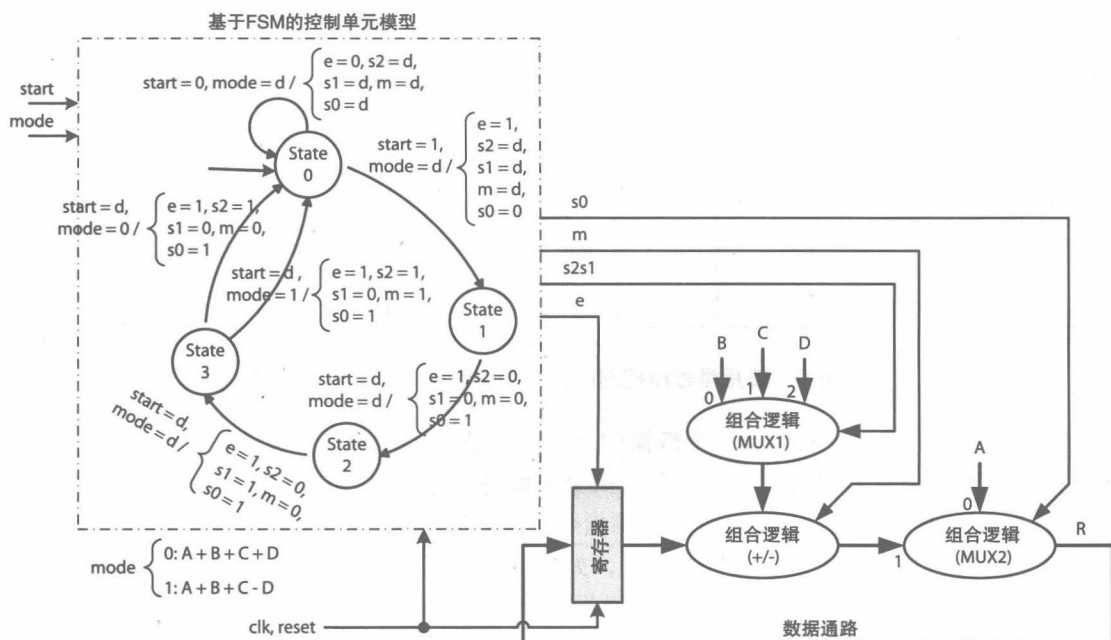 基于FSM的控制单元模型
start
mode
start = 0, mode = d /
e = 0, s2 = d,
s1 = d, m = d,
s0 = d
State
0
start = 1,
mode = d /
e = 1,
s2 = d,
s1 = d,
m = d,
s0 = 0
start = d,
mode = 0 /
e = 1, s2 = 1,
s1 = 0, m = 0,
s0 = 1
start = d,
mode = 1 /
e = 1, s2 = 1,
s1 = 0, m = 1,
s0 = 1
State
1
State
3
start = d,
mode = d /
e = 1, s2 = 0,
s1 = 0, m = 0,
s0 = 1
State
2
start = d,
mode = d /
e = 1, s2 = 0,
s1 = 1, m = 0,
s0 = 1
s0
m
s2s1
e
B
C
D
0
1
2
组合逻辑
(MUX1)
A
0
寄存器
组合逻辑
(+/-)
1
组合逻辑
(MUX2)
R
mode
0: A + B + C + D
1: A + B + C - D
clk, reset
数据通路